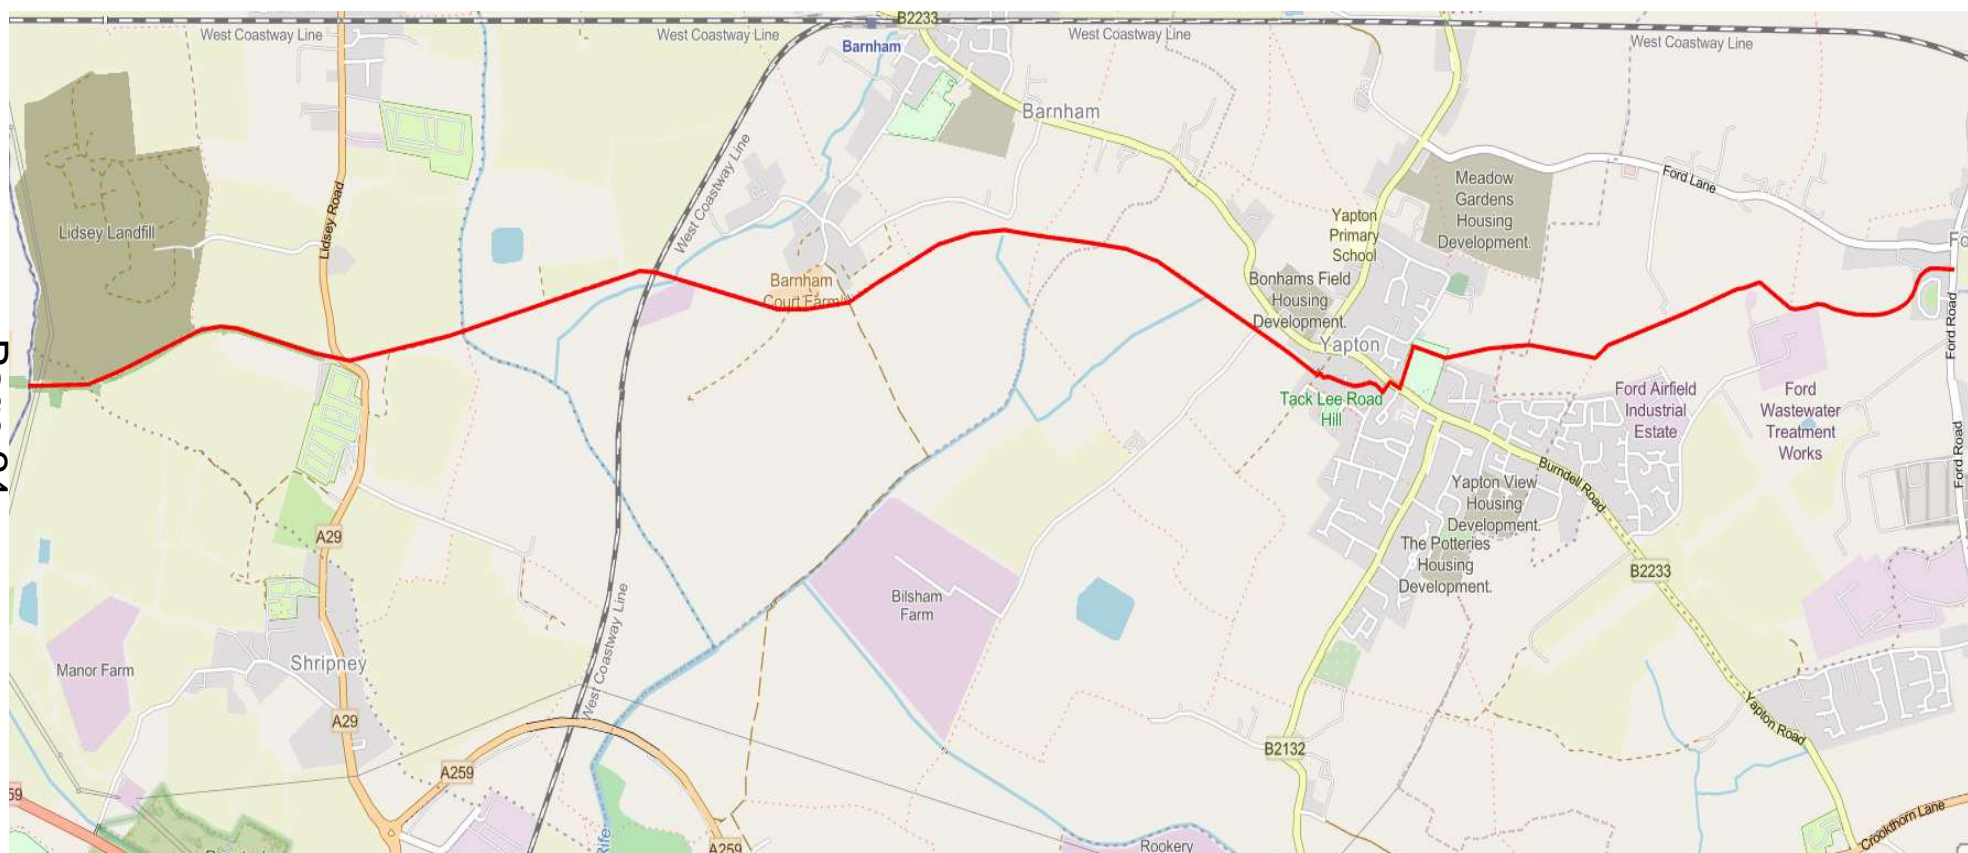 B2233
West Coastway Line
West Coastway Line
West Coastway Line
West Coastway Line
Barnham
Barnham
Lidsey Road
West Coastway Line
Meadow
Gardens
Housing
Development.
Ford Lane
Lidsey Landfill
Yapton
Primary
School
Barnham
Court Farm
Bonhams Field
Housing
Development.
Yapton
Ford Road
Tack Lee Road
Hill
Ford Airfield
Industrial
Estate
Ford
Wastewater
Treatment
Works
Ford Road
Burndell Road
Yapton View
Housing
Development.
A29
The Potteries
Housing
Development.
B2233
Bilsham
Farm
West Coastway Line
Manor Farm
Shripney
A29
Yapton Road
B2132
A259
59
Crookthorn Lane
Rife
A259
Rookery